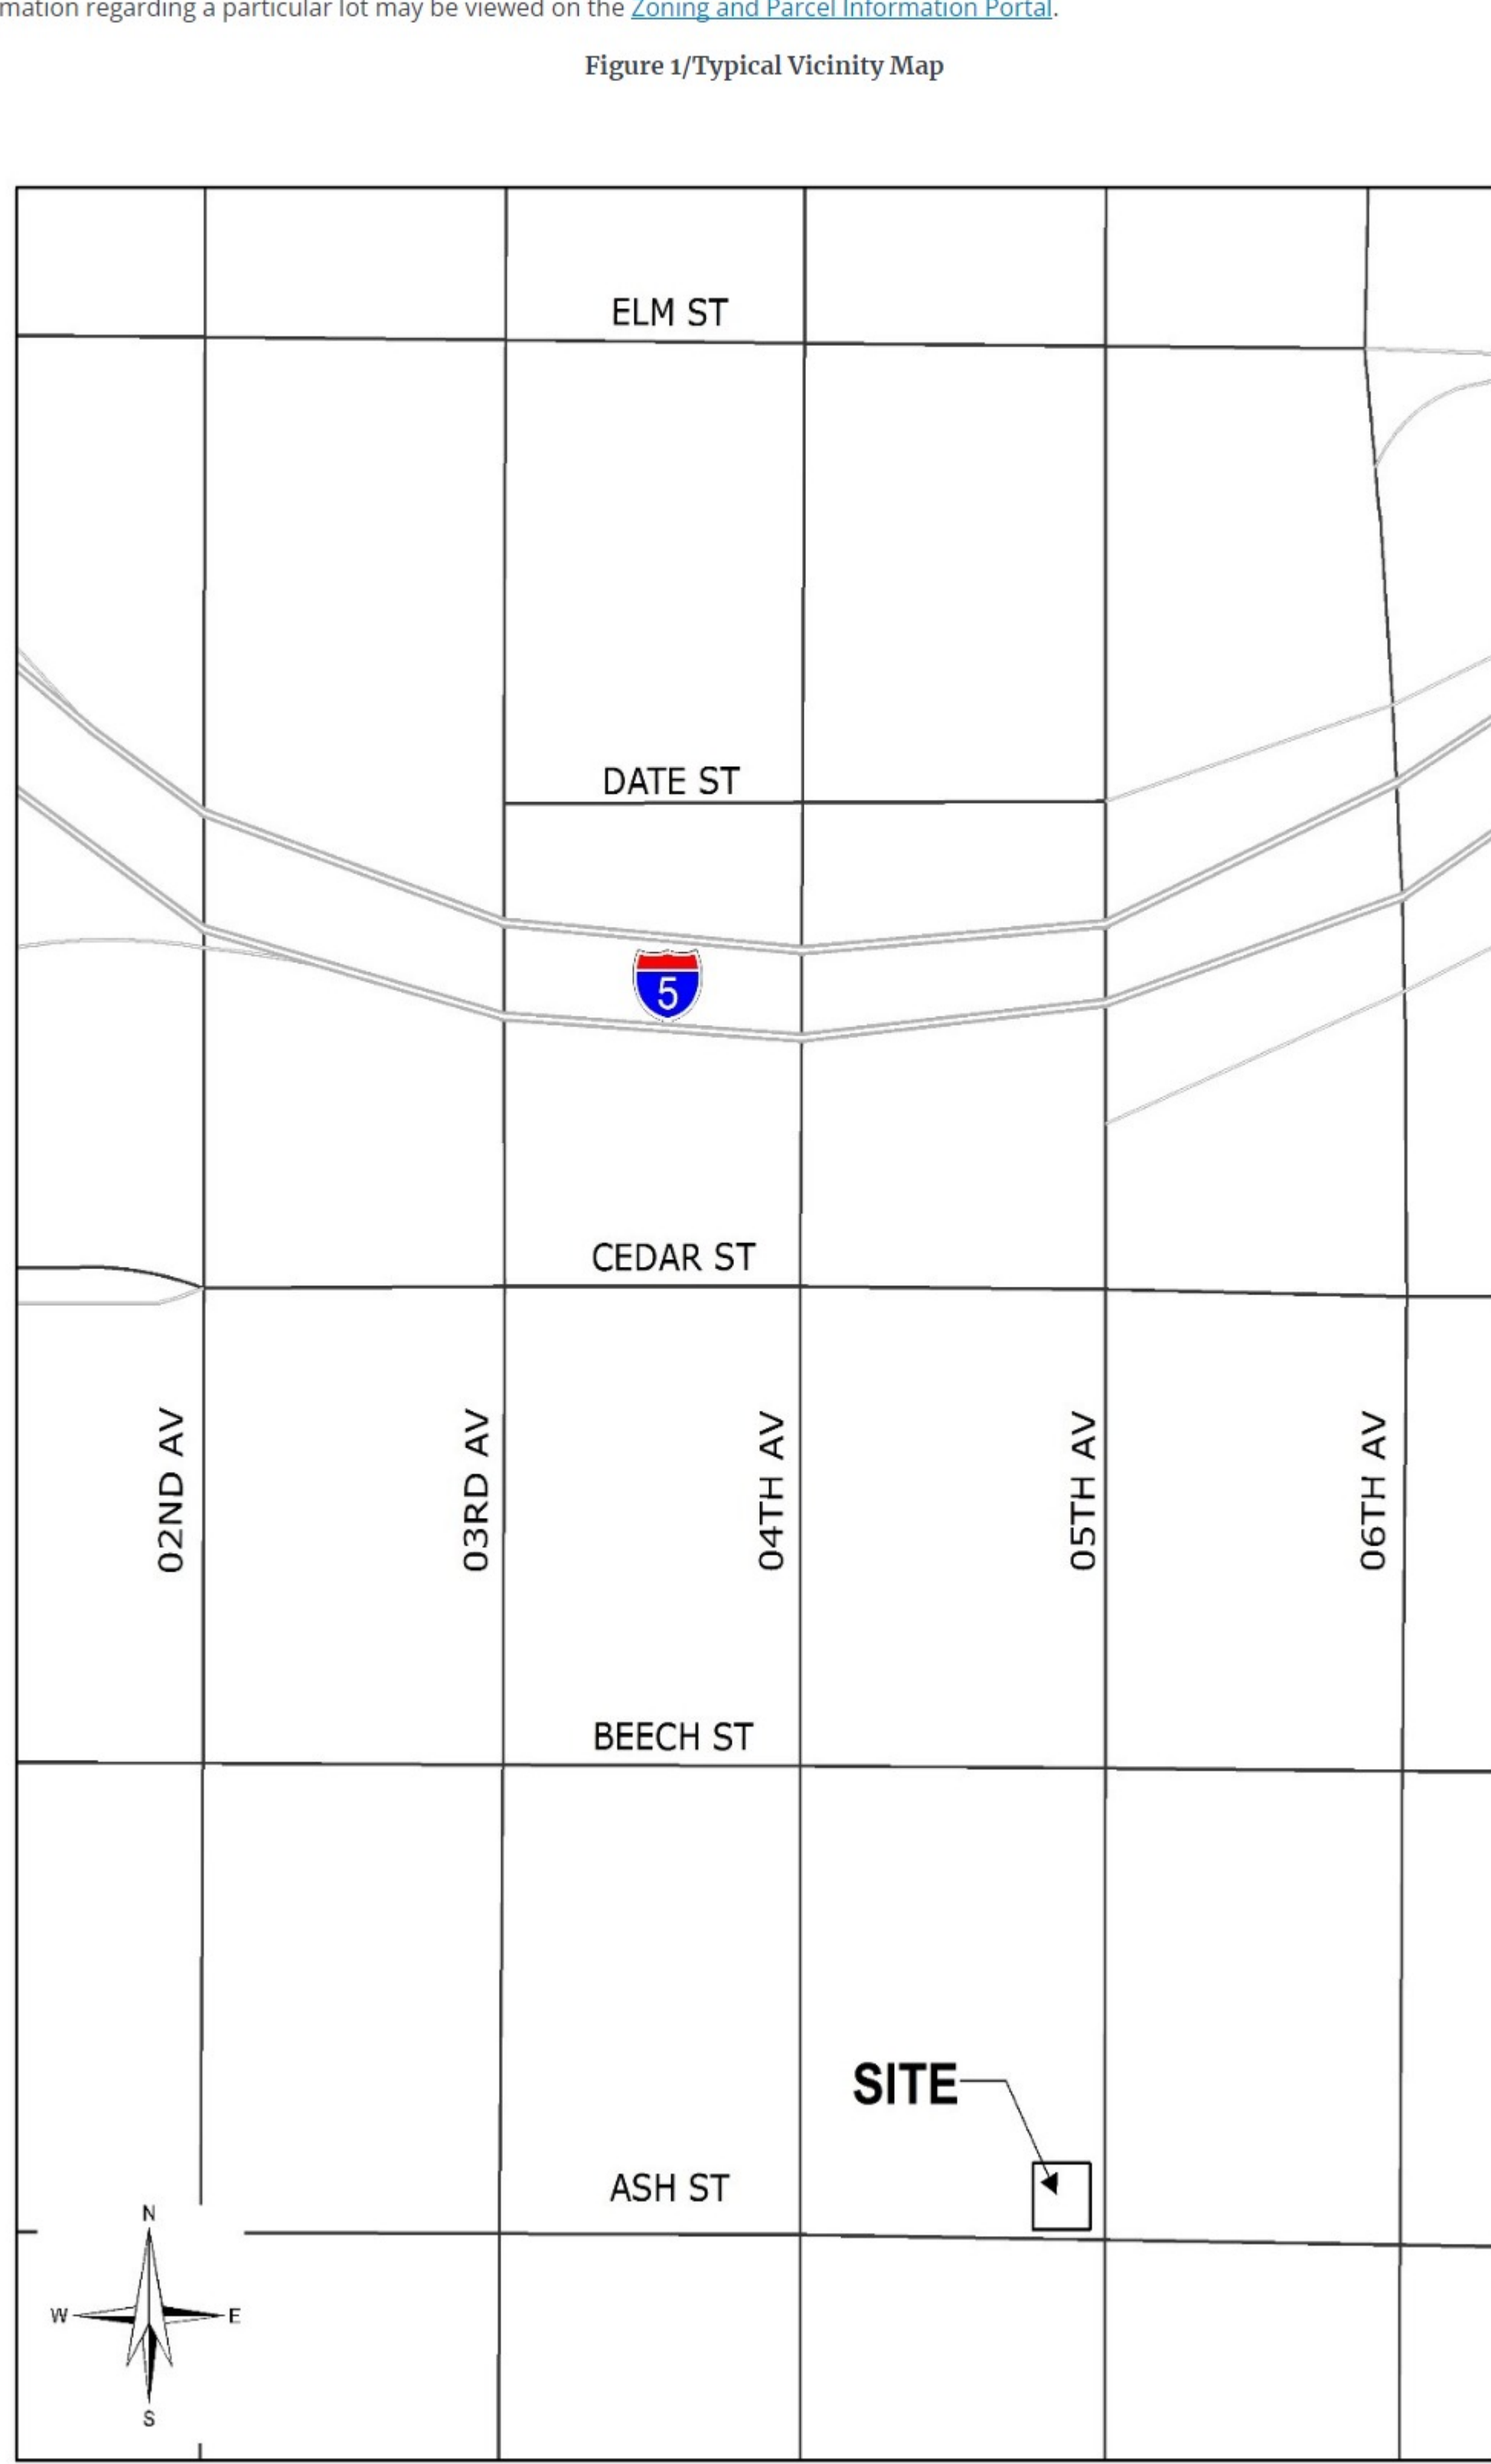 mation regarding a particular lot may be viewed on the Zoning and Parcel Information Portal.
Figure 1/Typical Vicinity Map
ELM ST
DATE ST
5
CEDAR ST
02ND AV
03RD AV
04TH AV
05TH AV
06TH AV
BEECH ST
SITE
ASH ST
N
W
E
S